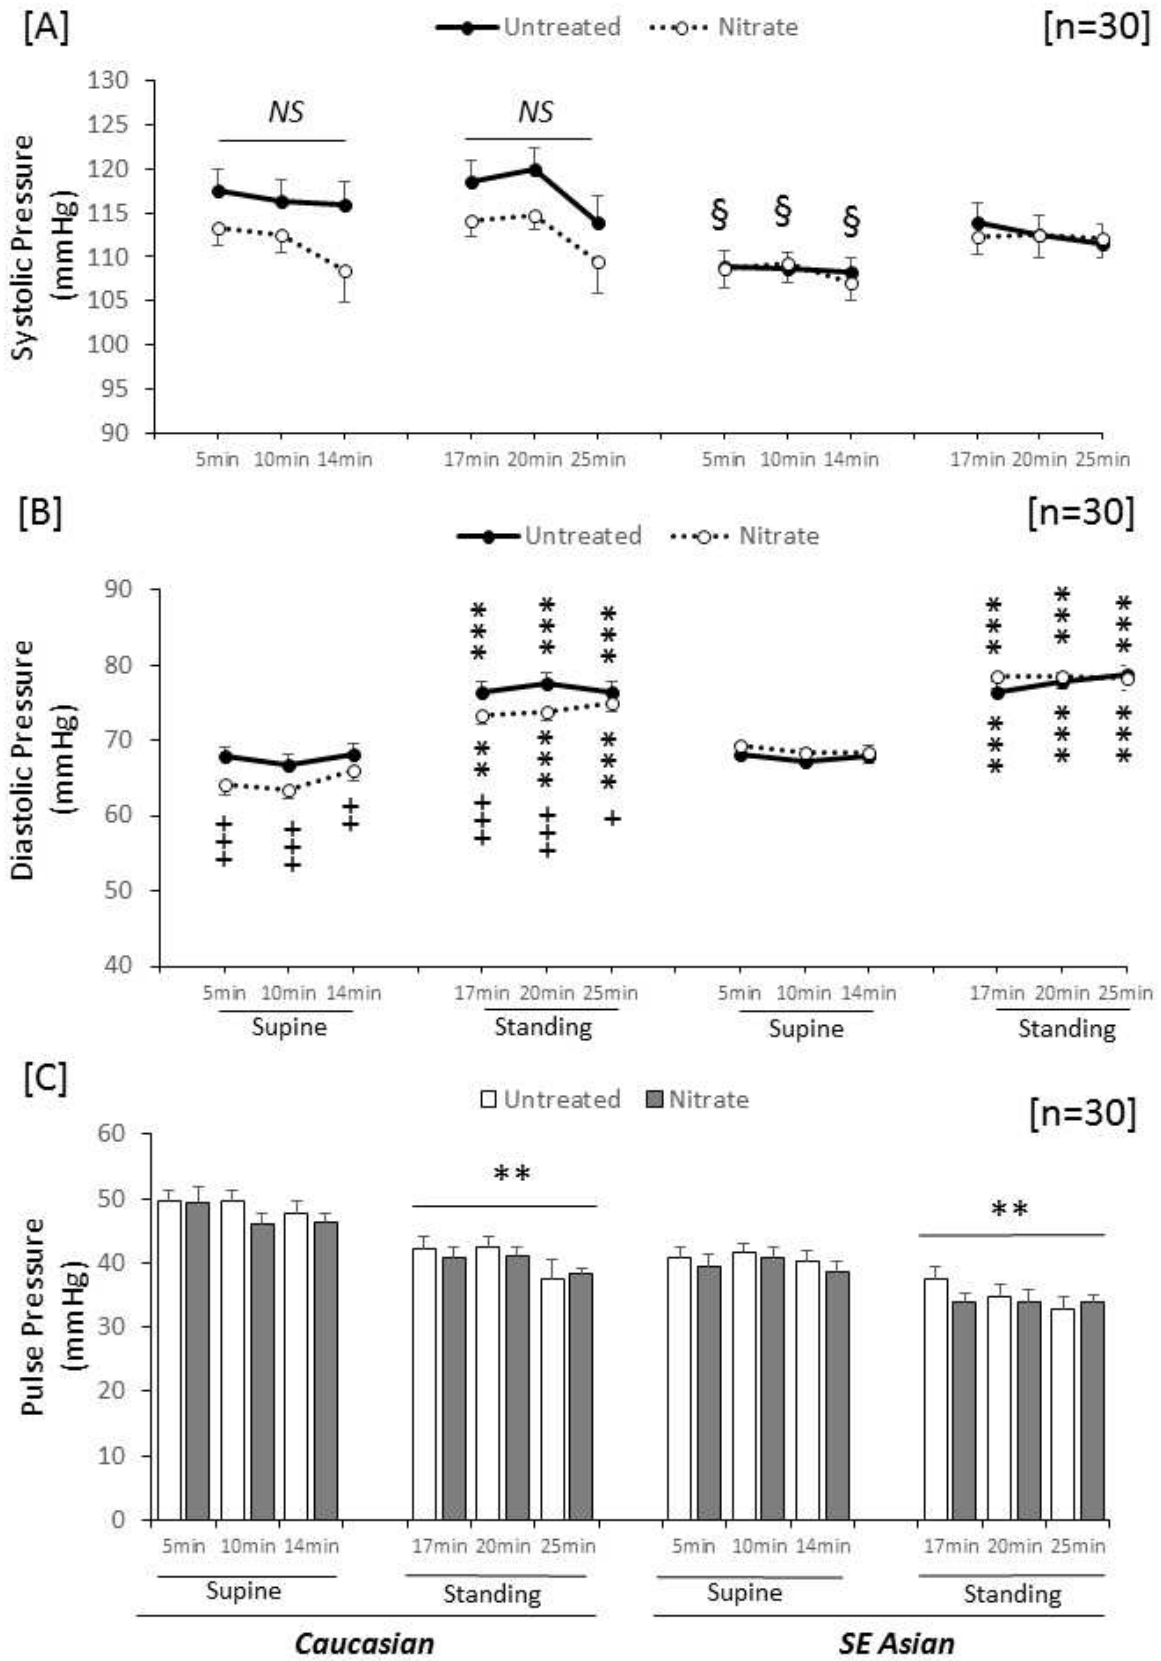 [A] Untreated Nitrate [n=30]
Systolic Pressure
(mmHg)
130
125
120
115
110
105
100
95
90
NS NS
§ § §
5min 10min 14min 17min 20min 25min 5min 10min 14min 17min 20min 25min
[B] Untreated Nitrate [n=30]
Diastolic Pressure
(mmHg)
90
80
70
60
50
40
*** *** *** *** *** ***
** *** *** *** *** ***
+++ +++ ++ +++ +++ +
5min 10min 14min 17min 20min 25min 5min 10min 14min 17min 20min 25min
Supine Standing Supine Standing
[C] Untreated Nitrate [n=30]
Pulse Pressure
(mmHg)
60
50
40
30
20
10
0
** **
5min 10min 14min 17min 20min 25min 5min 10min 14min 17min 20min 25min
Supine Standing Supine Standing
Caucasian SE Asian